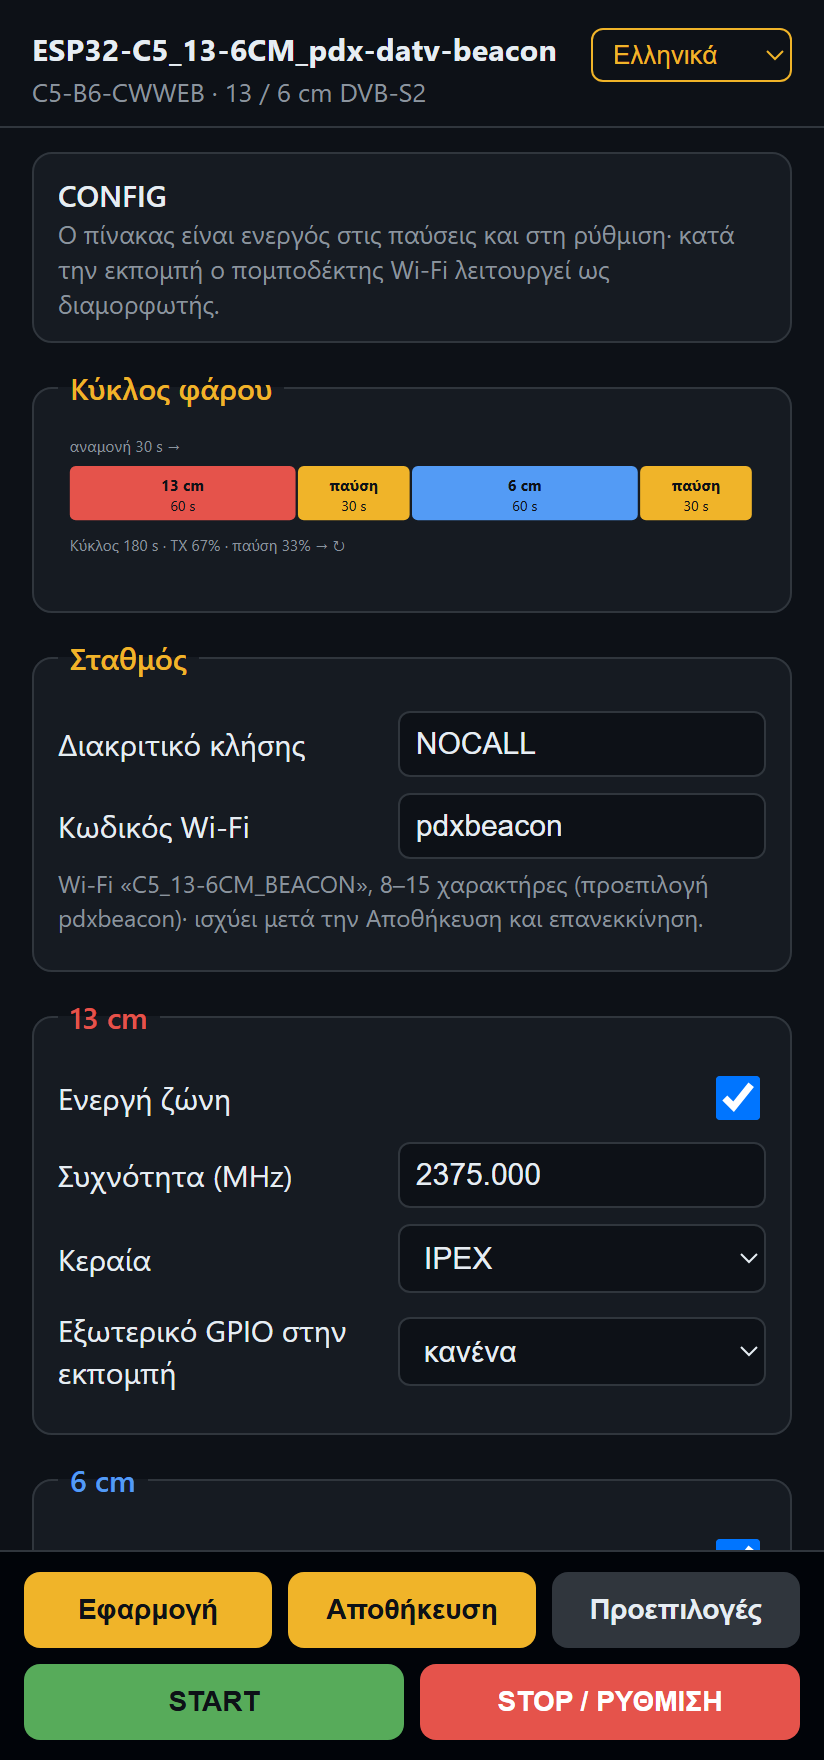 ESP32-C5_13-6CM_pdx-datv-beacon
Ελληνικά
C5-B6-CWWEB · 13 / 6 cm DVB-S2
CONFIG
Ο πίνακας είναι ενεργός στις παύσεις και στη ρύθμιση· κατά
την εκπομπή ο πομποδέκτης Wi-Fi λειτουργεί ως
διαμορφωτής.
Κύκλος φάρου
αναμονή 30 s →
13 cm
60 s
παύση
30 s
6 cm
60 s
παύση
30 s
Κύκλος 180 s · TX 67% · παύση 33% → ↻
Σταθμός
Διακριτικό κλήσης
NOCALL
Κωδικός Wi-Fi
pdxbeacon
Wi-Fi «C5_13-6CM_BEACON», 8–15 χαρακτήρες (προεπιλογή
pdxbeacon)· ισχύει μετά την Αποθήκευση και επανεκκίνηση.
13 cm
Ενεργή ζώνη
Συχνότητα (MHz)
2375.000
Κεραία
IPEX
Εξωτερικό GPIO στην
εκπομπή
κανένα
6 cm
Εφαρμογή
Αποθήκευση
Προεπιλογές
START
STOP / ΡΥΘΜΙΣΗ